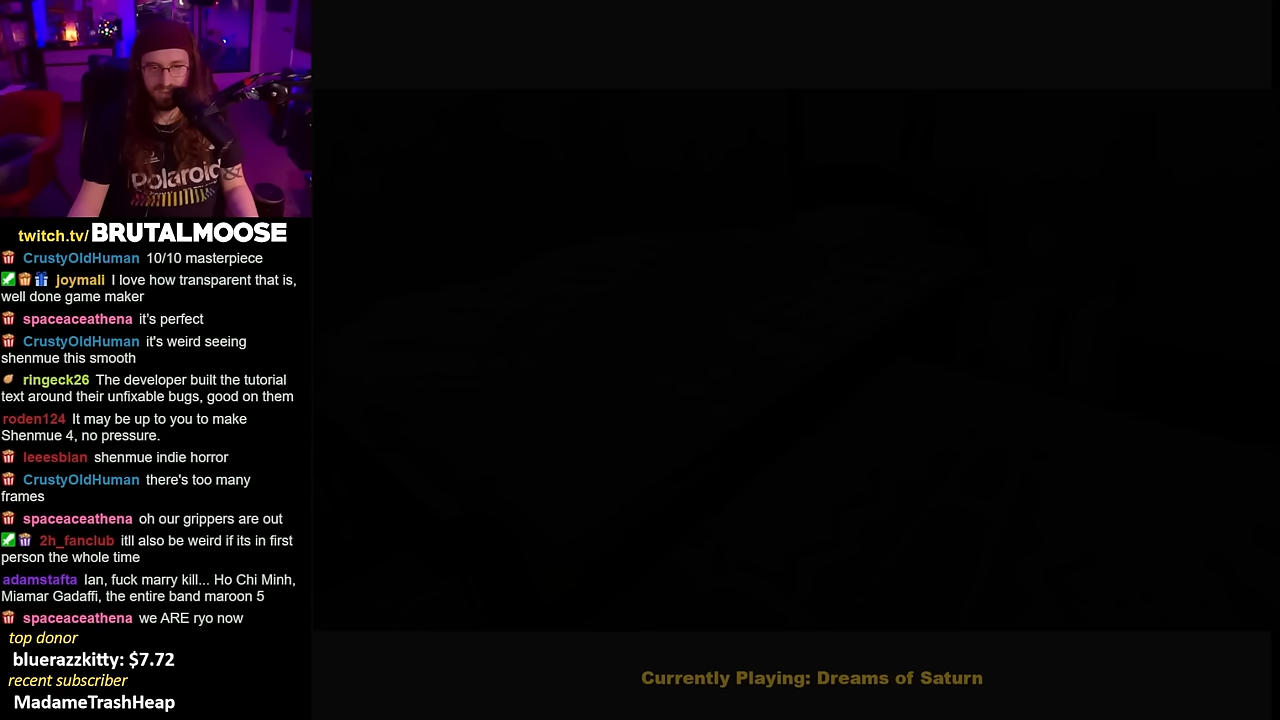 Polaroid
twitch.tv/BRUTALMOOSE
CrustyOldHuman 10/10 masterpiece
joymali I love how transparent that is,
well done game maker
spaceaceathena it's perfect
CrustyOldHuman it's weird seeing
shenmue this smooth
ringeck26 The developer built the tutorial
text around their unfixable bugs, good on them
roden124 It may be up to you to make
Shenmue 4, no pressure.
leeesbian shenmue indie horror
CrustyOldHuman there's too many
frames
spaceaceathena oh our grippers are out
2h_fanclub itll also be weird if its in first
person the whole time
adamstafta Ian, fuck marry kill... Ho Chi Minh,
Miamar Gadaffi, the entire band maroon 5
spaceaceathena we ARE ryo now
top donor
bluerazzkitty: $7.72
recent subscriber
MadameTrashHeap
Currently Playing: Dreams of Saturn